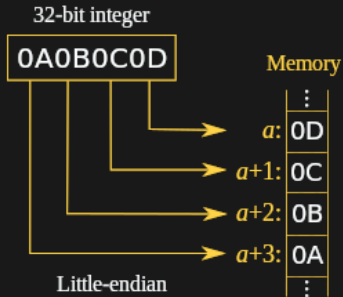 32-bit integer
0A0B0C0D
Memory
⋮
a: 0D
a+1: 0C
a+2: 0B
a+3: 0A
Little-endian
⋮